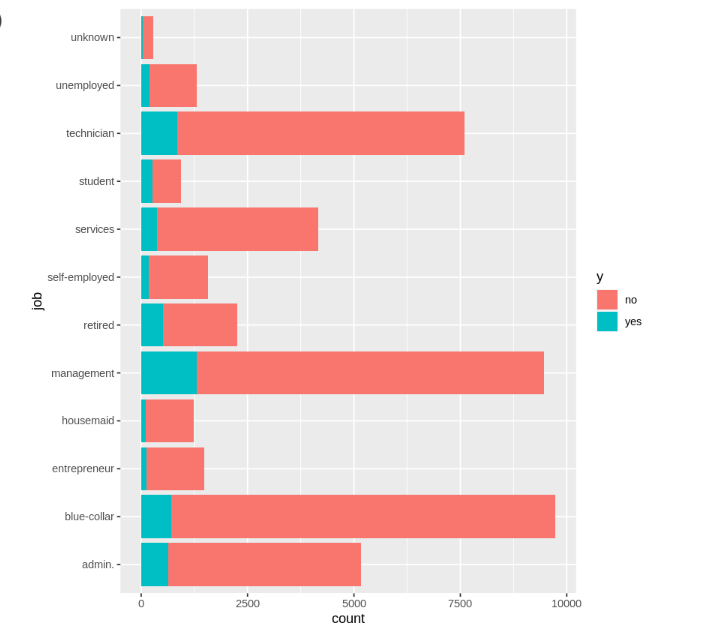 )
unknown
unemployed
technician
student
services
self-employed
retired
management
housemaid
entrepreneur
blue-collar
admin.
job
0 2500 5000 7500 10000
count
y
no
yes